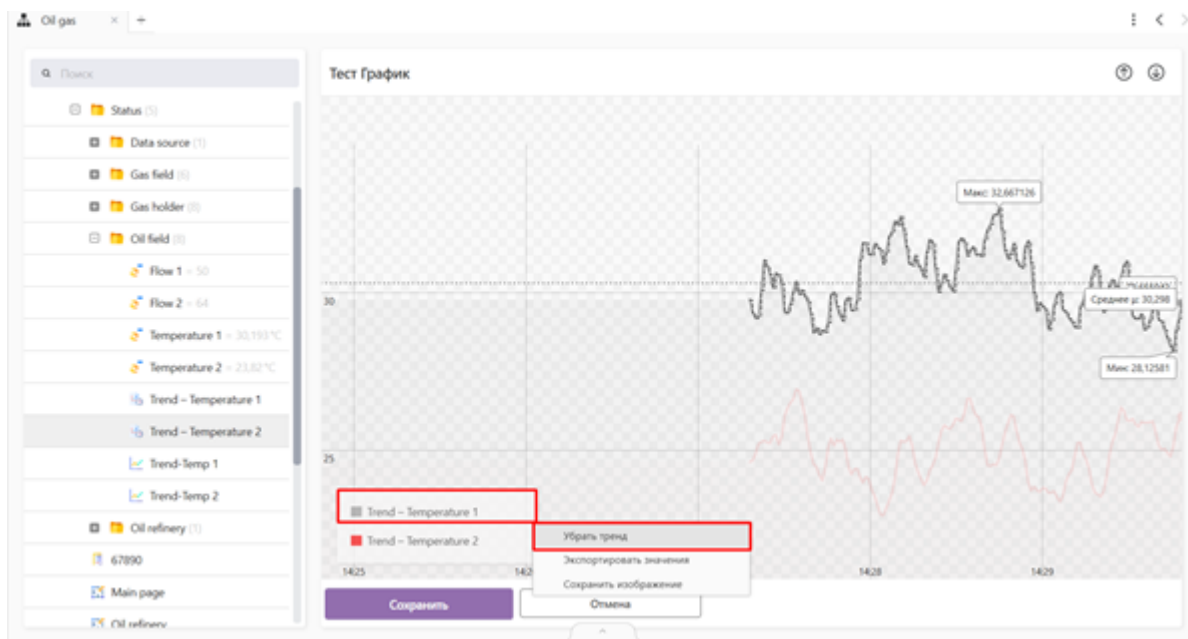 Oil gas
Поиск
Status (5)
Data source (1)
Gas field (6)
Gas holder (8)
Oil field (8)
Flow 1 = 50
Flow 2 = 64
Temperature 1 = 30,193 °C
Temperature 2 = 23,82 °C
Trend – Temperature 1
Trend – Temperature 2
Trend-Temp 1
Trend-Temp 2
Oil refinery (1)
67890
Main page
Oil refinery
Тест График
Макс: 32,667126
30
Среднее μ: 30,298
Мин: 28,12581
25
Trend – Temperature 1
Trend – Temperature 2
Убрать тренд
Экспортировать значения
Сохранить изображение
14:25
14:28
14:29
Сохранить
Отмена